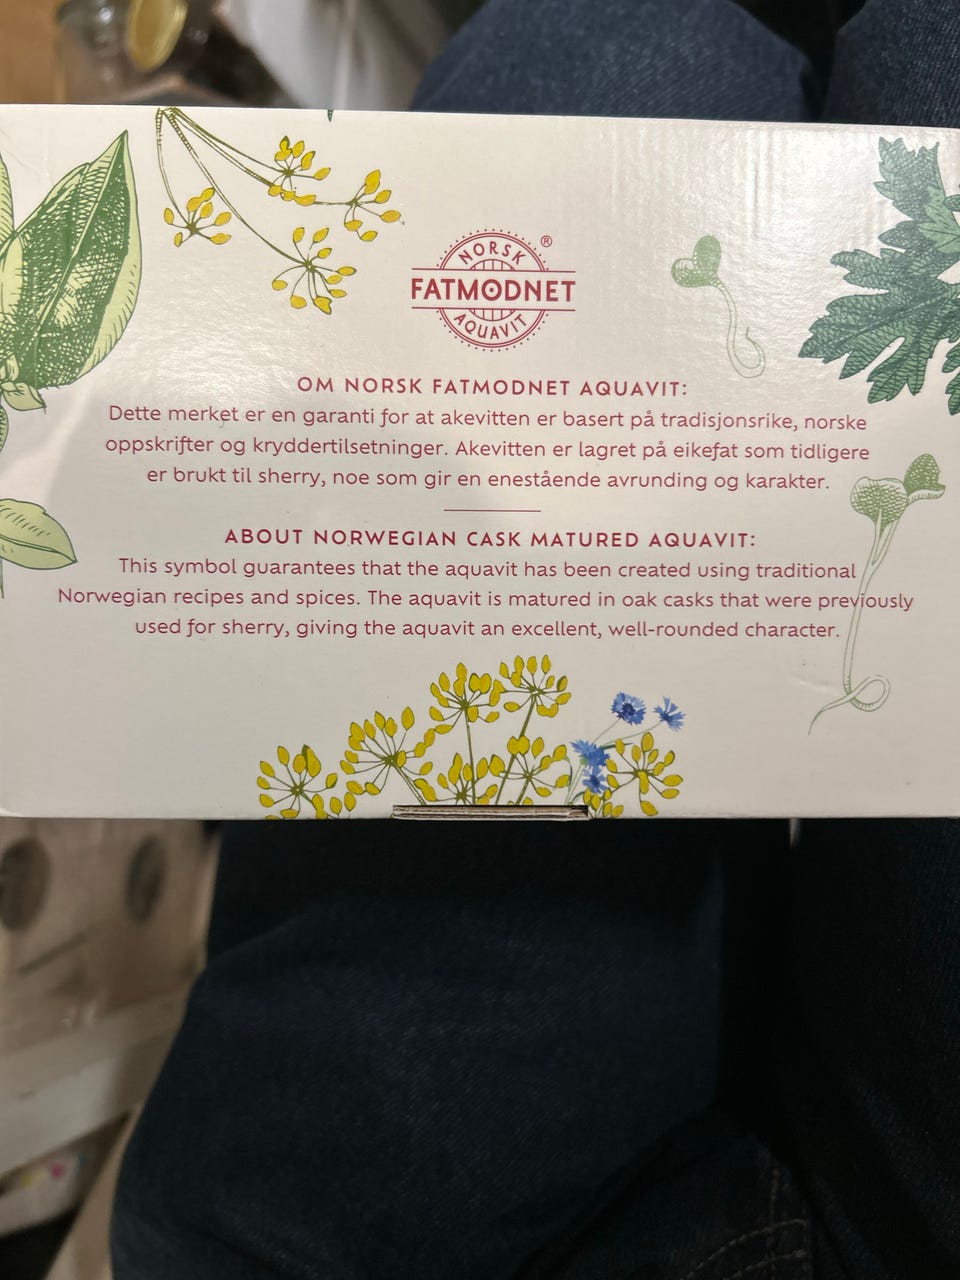 NORSK ®
FATMODNET
AQUAVIT
OM NORSK FATMODNET AQUAVIT:
Dette merket er en garanti for at akevitten er basert på tradisjonsrike, norske
oppskrifter og kryddertilsetninger. Akevitten er lagret på eikefat som tidligere
er brukt til sherry, noe som gir en enestående avrunding og karakter.
ABOUT NORWEGIAN CASK MATURED AQUAVIT:
This symbol guarantees that the aquavit has been created using traditional
Norwegian recipes and spices. The aquavit is matured in oak casks that were previously
used for sherry, giving the aquavit an excellent, well-rounded character.